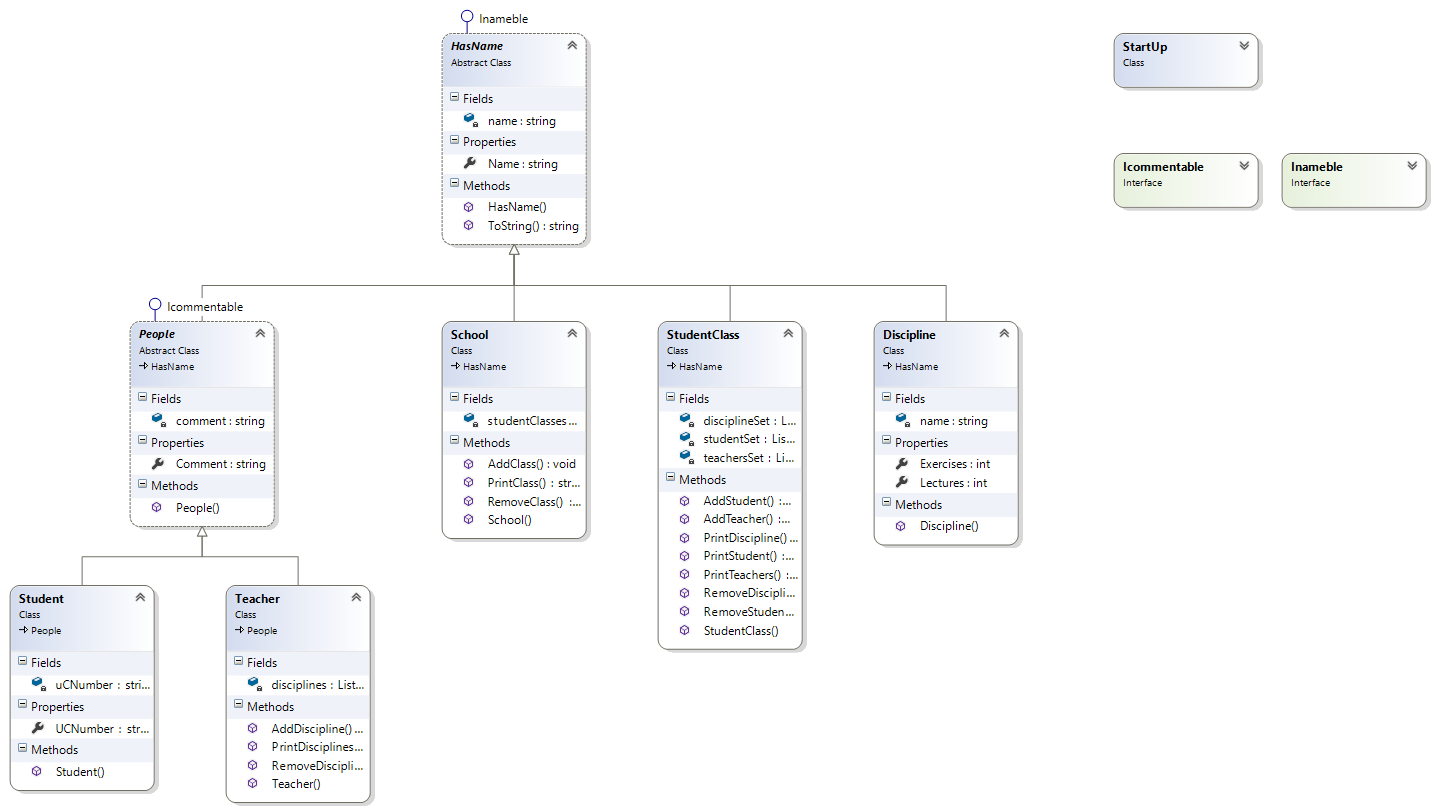 Inameble
HasName
Abstract Class
Fields
name : string
Properties
Name : string
Methods
HasName()
ToString() : string
StartUp
Class
Icommentable
Interface
Inameble
Interface
Icommentable
People
Abstract Class
HasName
Fields
comment : string
Properties
Comment : string
Methods
People()
School
Class
HasName
Fields
studentClasses...
Methods
AddClass() : void
PrintClass() : str...
RemoveClass() :...
School()
StudentClass
Class
HasName
Fields
disciplineSet : L...
studentSet : Lis...
teachersSet : Li...
Methods
AddStudent() :...
AddTeacher() :...
PrintDiscipline()...
PrintStudent() :...
PrintTeachers() :...
RemoveDiscipli...
RemoveStuden...
StudentClass()
Discipline
Class
HasName
Fields
name : string
Properties
Exercises : int
Lectures : int
Methods
Discipline()
Student
Class
People
Fields
uCNumber : stri...
Properties
UCNumber : str...
Methods
Student()
Teacher
Class
People
Fields
disciplines : List...
Methods
AddDiscipline()...
PrintDisciplines...
RemoveDiscipli...
Teacher()